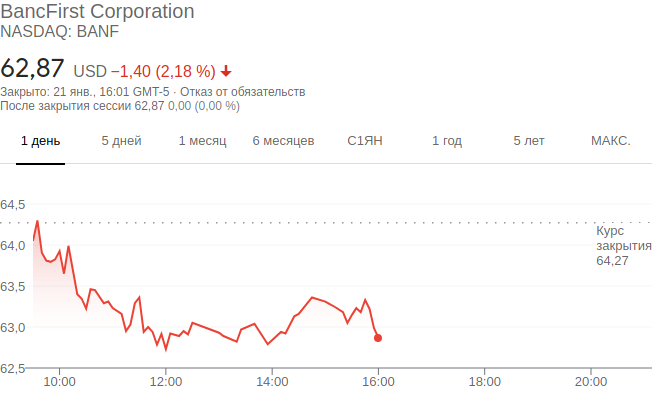 BancFirst Corporation
NASDAQ: BANF
62,87 USD −1,40 (2,18 %)
Закрыто: 21 янв., 16:01 GMT-5 · Отказ от обязательств
После закрытия сессии 62,87 0,00 (0,00 %)
1 день 5 дней 1 месяц 6 месяцев С1ЯН 1 год 5 лет МАКС.
64,5
Курс
закрытия
64,27
64,0
63,5
63,0
62,5
10:00 12:00 14:00 16:00 18:00 20:00